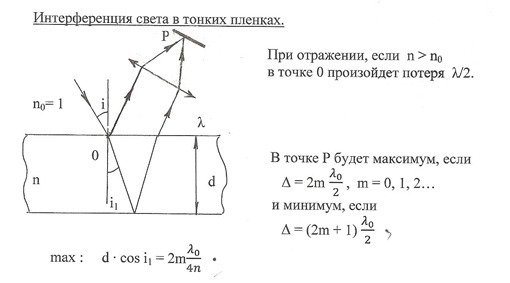 Интерференция света в тонких пленках.
P
При отражении, если n > n₀
в точке 0 произойдет потеря λ/2.
n₀= 1
i
λ
0
n
d
i₁
В точке P будет максимум, если
Δ = 2m λ₀/2 , m = 0, 1, 2…
и минимум, если
Δ = (2m + 1) λ₀/2 ,
max : d · cos i₁ = 2m λ₀/4n .